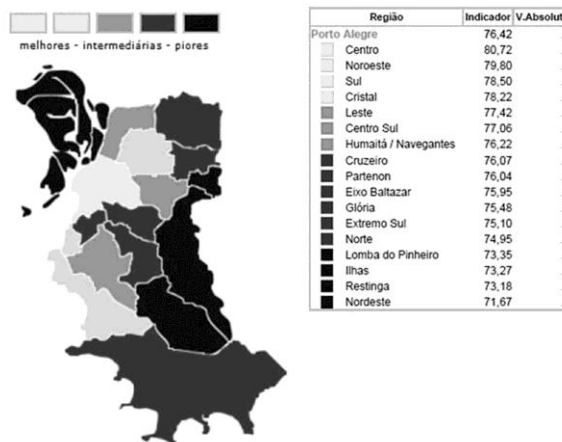 melhores - intermediárias - piores
Região Indicador V.Absolut
Porto Alegre 76,42
Centro 80,72
Noroeste 79,80
Sul 78,50
Cristal 78,22
Leste 77,42
Centro Sul 77,06
Humaitá / Navegantes 76,22
Cruzeiro 76,07
Partenon 76,04
Eixo Baltazar 75,95
Glória 75,48
Extremo Sul 75,10
Norte 74,95
Lomba do Pinheiro 73,35
Ilhas 73,27
Restinga 73,18
Nordeste 71,67